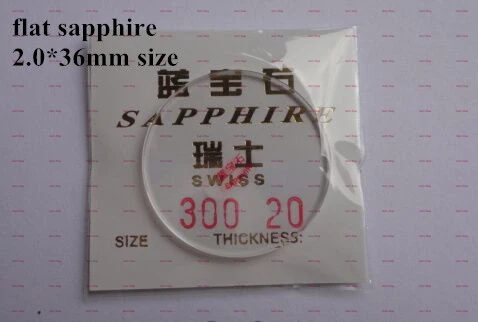 flat sapphire
2.0*36mm size
蓝宝石
SAPPHIRE
瑞士
SWISS
300 20
SIZE THICKNESS: